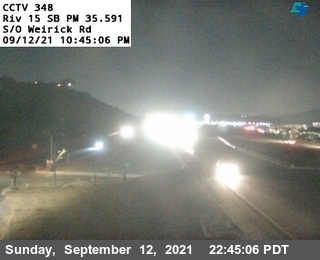 CCTV 348
Riv 15 SB PM 35.591
S/O Weirick Rd
09/12/21 10:45:06 PM
Sunday, September 12, 2021 22:45:06 PDT